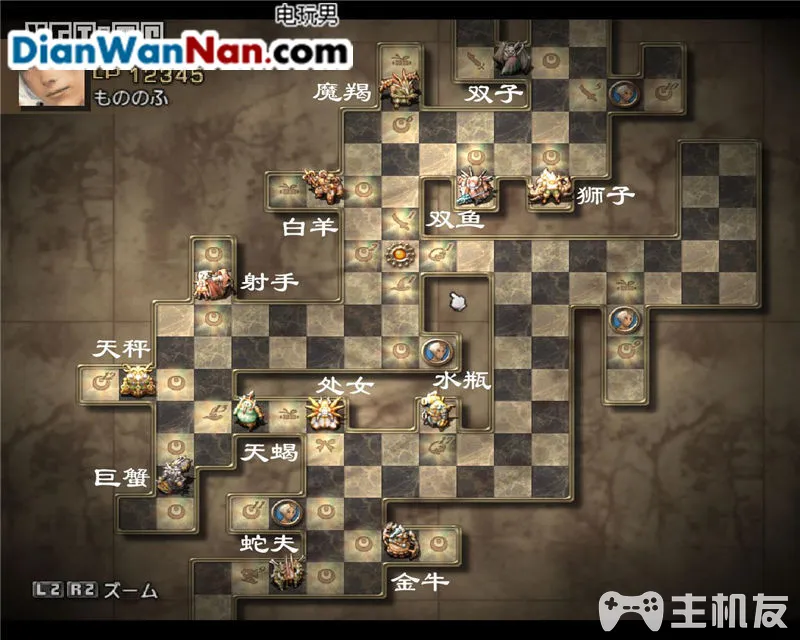 电玩男
DianWanNan.com
LP 12345
もののふ
魔羯
双子
白羊
双鱼
狮子
射手
天秤
处女
水瓶
天蝎
巨蟹
蛇夫
金牛
L2 R2 ズーム
主机友